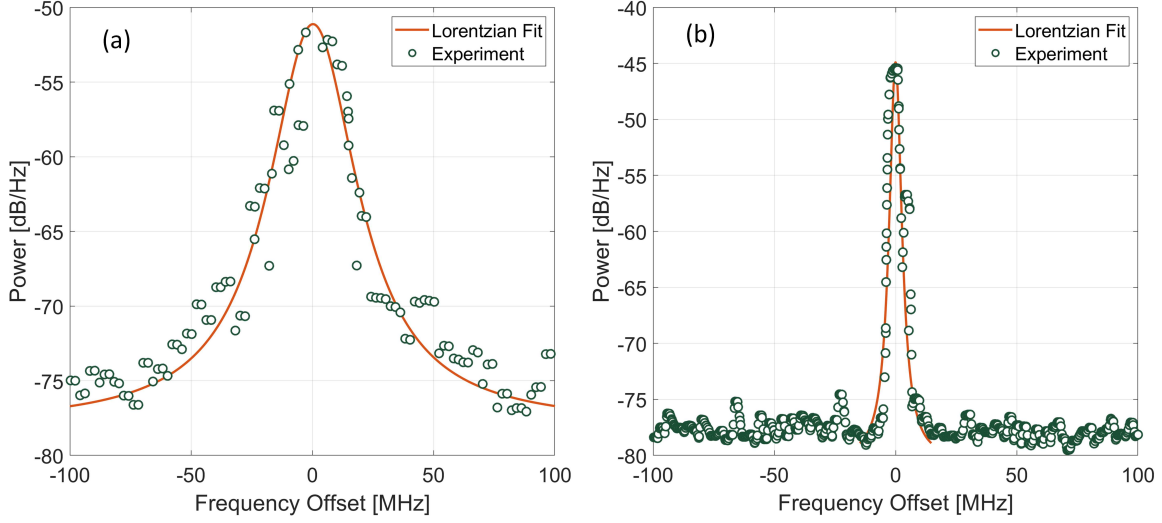 (a)
Lorentzian Fit
Experiment
Power [dB/Hz]
-50
-55
-60
-65
-70
-75
-80
-100
-50
0
50
100
Frequency Offset [MHz]
(b)
Lorentzian Fit
Experiment
Power [dB/Hz]
-40
-45
-50
-55
-60
-65
-70
-75
-80
-100
-50
0
50
100
Frequency Offset [MHz]